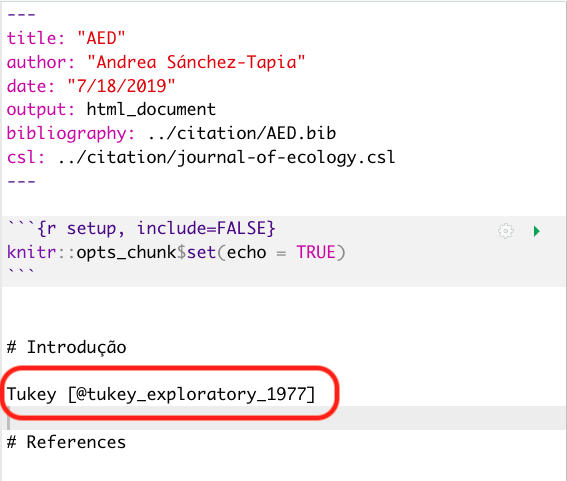 ---
title: "AED"
author: "Andrea Sánchez-Tapia"
date: "7/18/2019"
output: html_document
bibliography: ../citation/AED.bib
csl: ../citation/journal-of-ecology.csl
---
```{r setup, include=FALSE}
knitr::opts_chunk$set(echo = TRUE)
```
# Introdução
Tukey [@tukey_exploratory_1977]
# References